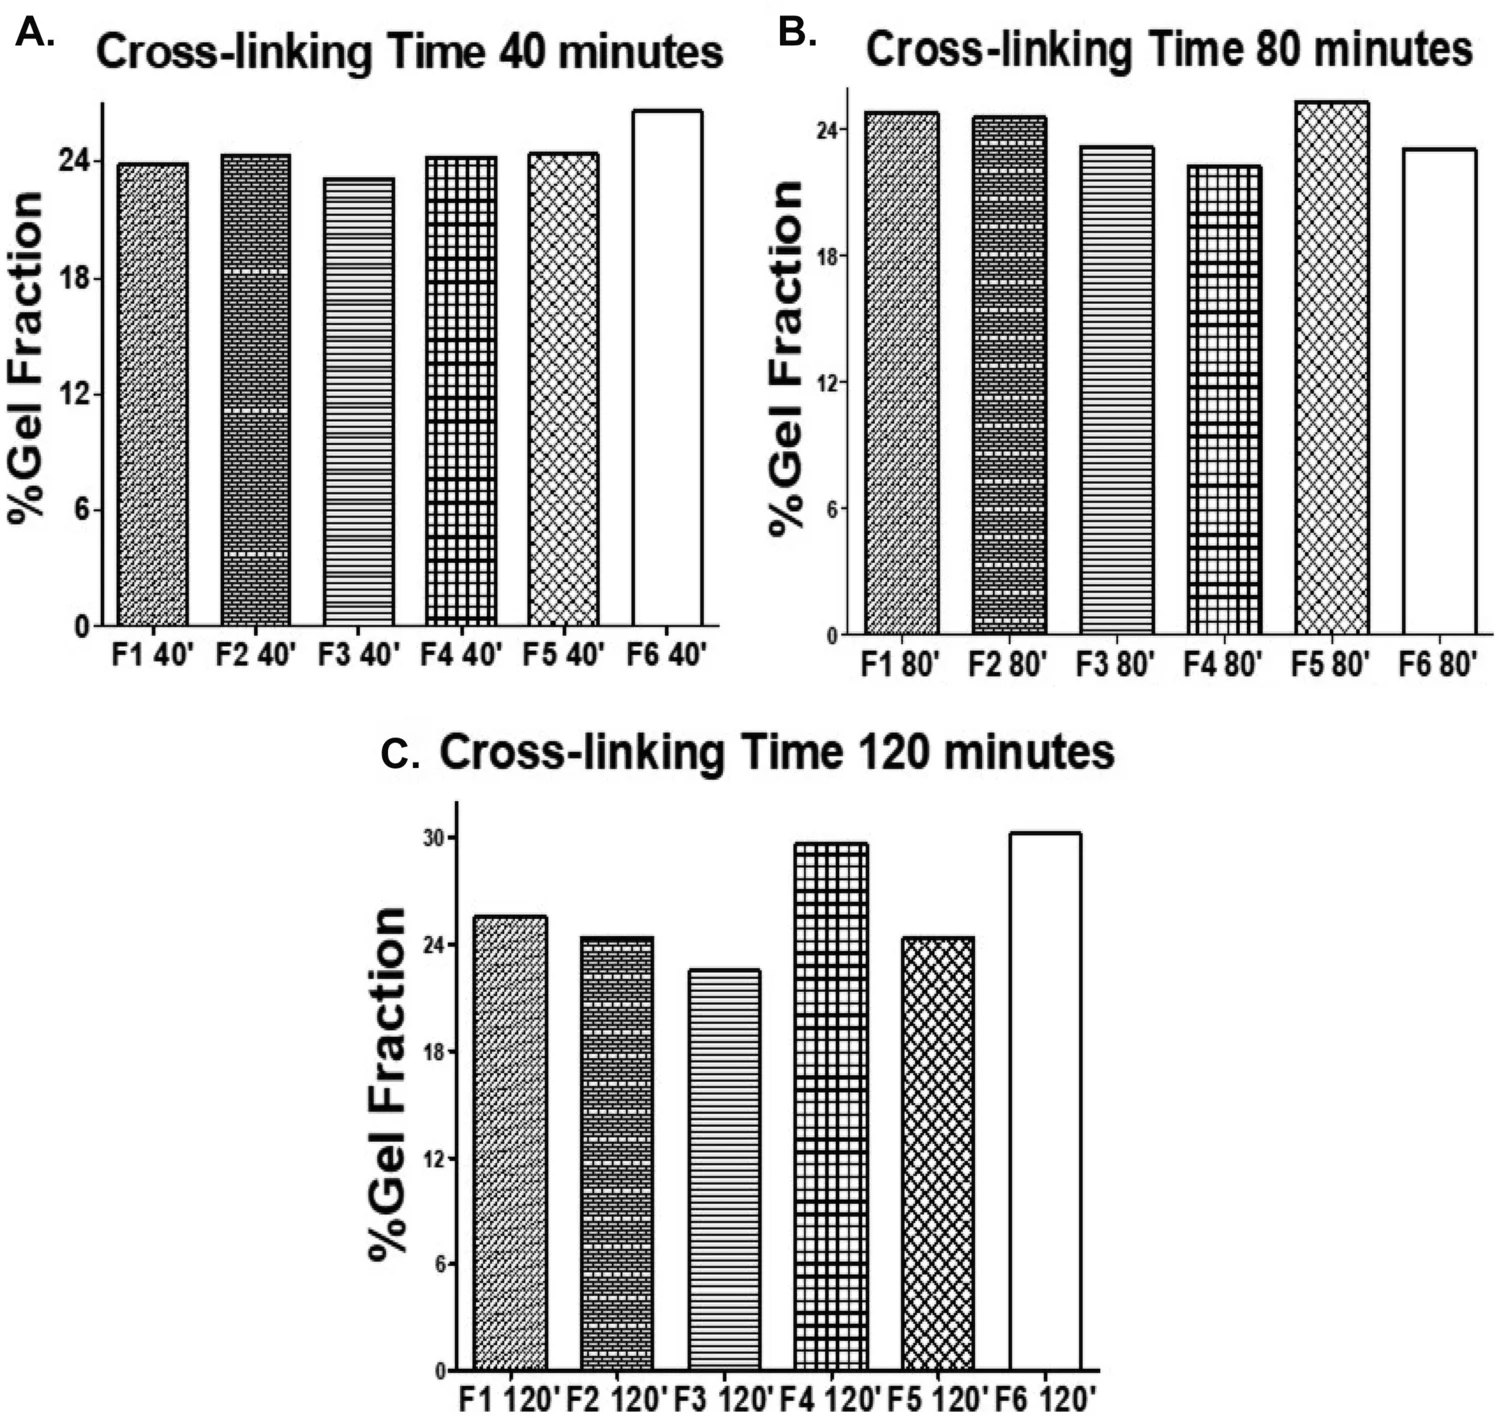 A.
Cross-linking Time 40 minutes
%Gel Fraction
24
18
12
6
0
F1 40' F2 40' F3 40' F4 40' F5 40' F6 40'
B.
Cross-linking Time 80 minutes
%Gel Fraction
24
18
12
6
0
F1 80' F2 80' F3 80' F4 80' F5 80' F6 80'
C. Cross-linking Time 120 minutes
%Gel Fraction
30
24
18
12
6
0
F1 120' F2 120' F3 120' F4 120' F5 120' F6 120'